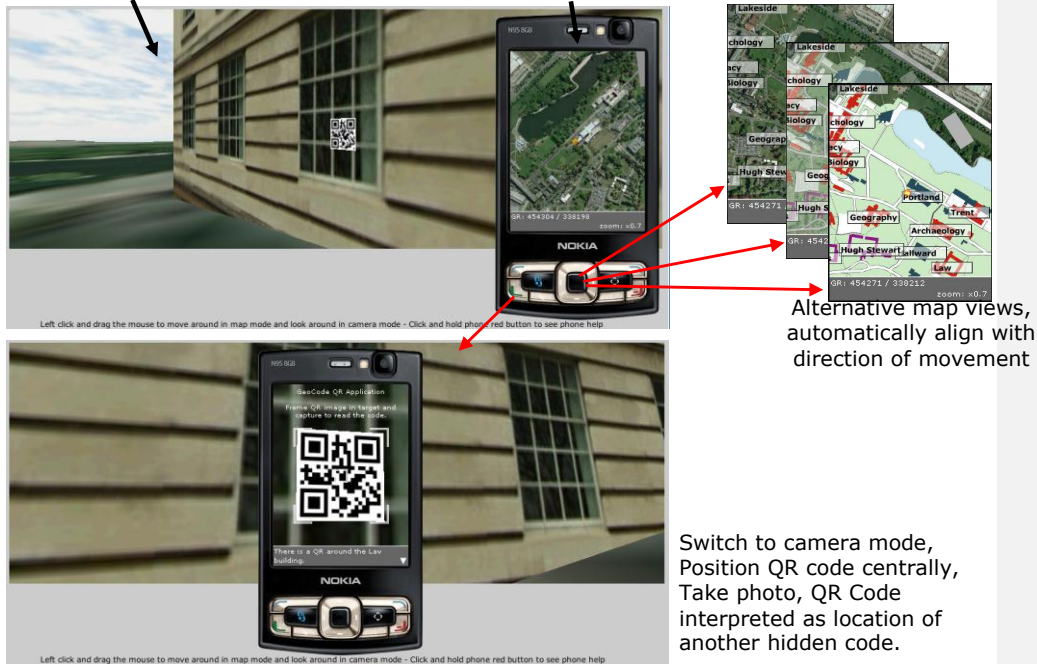 N95 8GB
GR: 454304 / 338198
zoom: x0.7
NOKIA
Left click and drag the mouse to move around in map mode and look around in camera mode - Click and hold phone red button to see phone help
Lakeside
chology
acy
Biology
Geograp
Hugh Stew
GR: 454271
Lakeside
chology
acy
Biology
Geog
Hugh S
GR: 4542
Lakeside
chology
acy
Biology
Portland
Geography
Trent
Archaeology
Hugh Stewart
allward
Law
GR: 454271 / 338212
zoom: x0.7
Alternative map views,
automatically align with
direction of movement
N95 8GB
GeoCode QR Application
Frame QR image in target and
capture to read the code.
There is a QR around the Law
building.
NOKIA
Left click and drag the mouse to move around in map mode and look around in camera mode - Click and hold phone red button to see phone help
Switch to camera mode,
Position QR code centrally,
Take photo, QR Code
interpreted as location of
another hidden code.